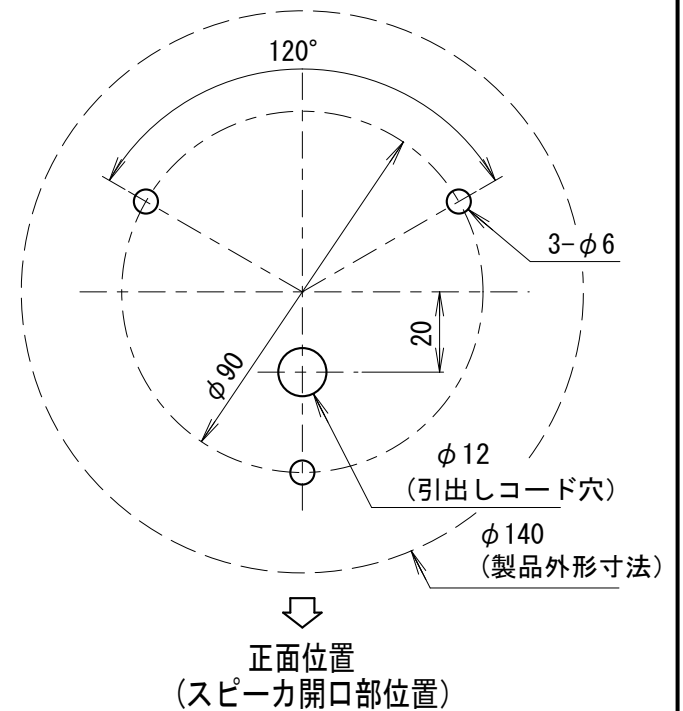 120°
3-φ6
20
φ90
φ12
(引出しコード穴)
φ140
(製品外形寸法)
正面位置
(スピーカ開口部位置)